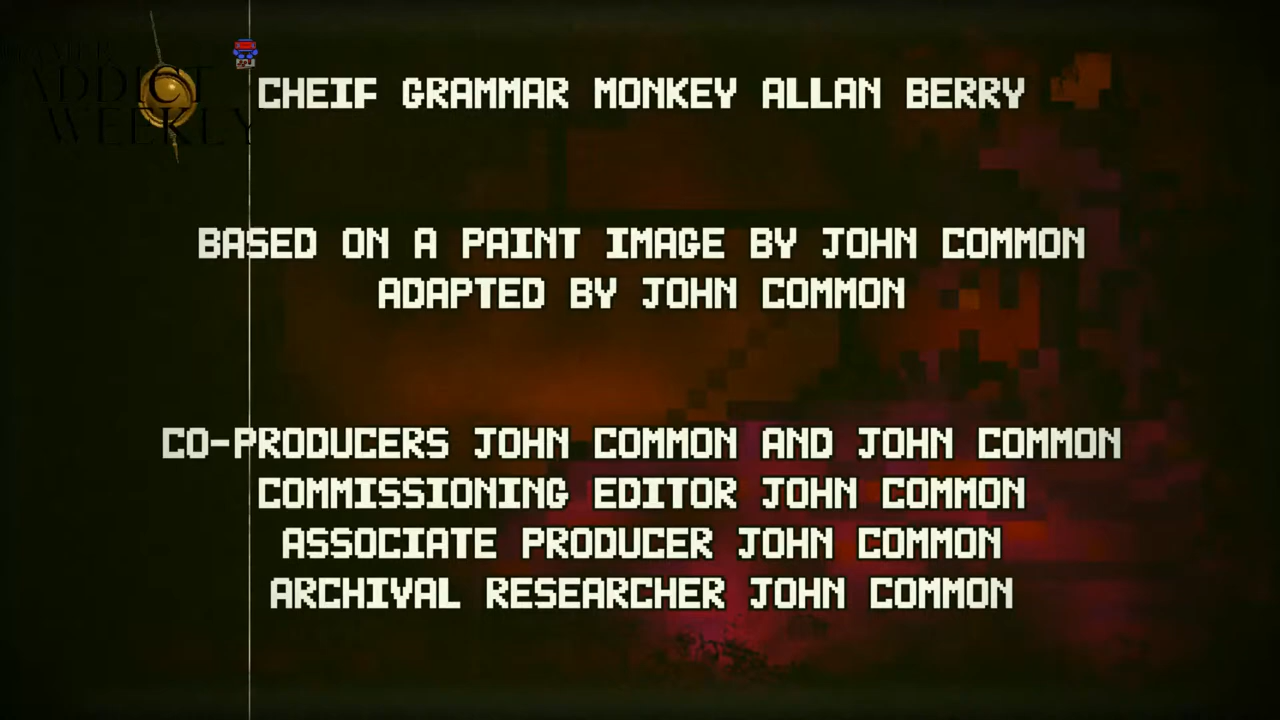 ADDICT
WEEKLY
CHEIF GRAMMAR MONKEY ALLAN BERRY
BASED ON A PAINT IMAGE BY JOHN COMMON
ADAPTED BY JOHN COMMON
CO-PRODUCERS JOHN COMMON AND JOHN COMMON
COMMISSIONING EDITOR JOHN COMMON
ASSOCIATE PRODUCER JOHN COMMON
ARCHIVAL RESEARCHER JOHN COMMON